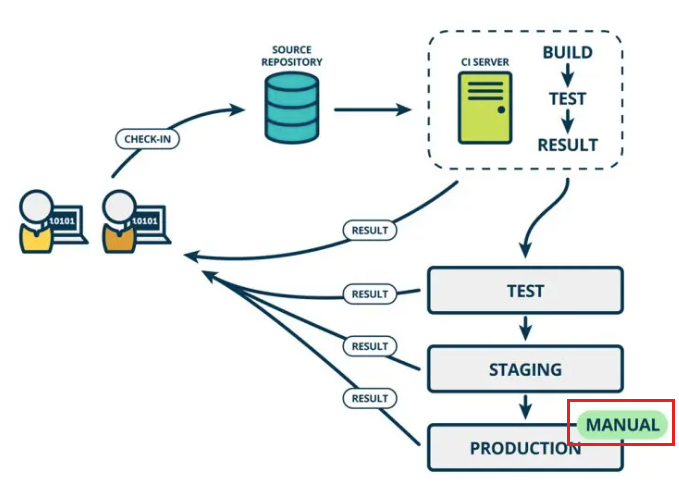 SOURCE
REPOSITORY
CI SERVER
BUILD
TEST
RESULT
CHECK-IN
10101
10101
RESULT
RESULT
TEST
RESULT
STAGING
RESULT
MANUAL
PRODUCTION